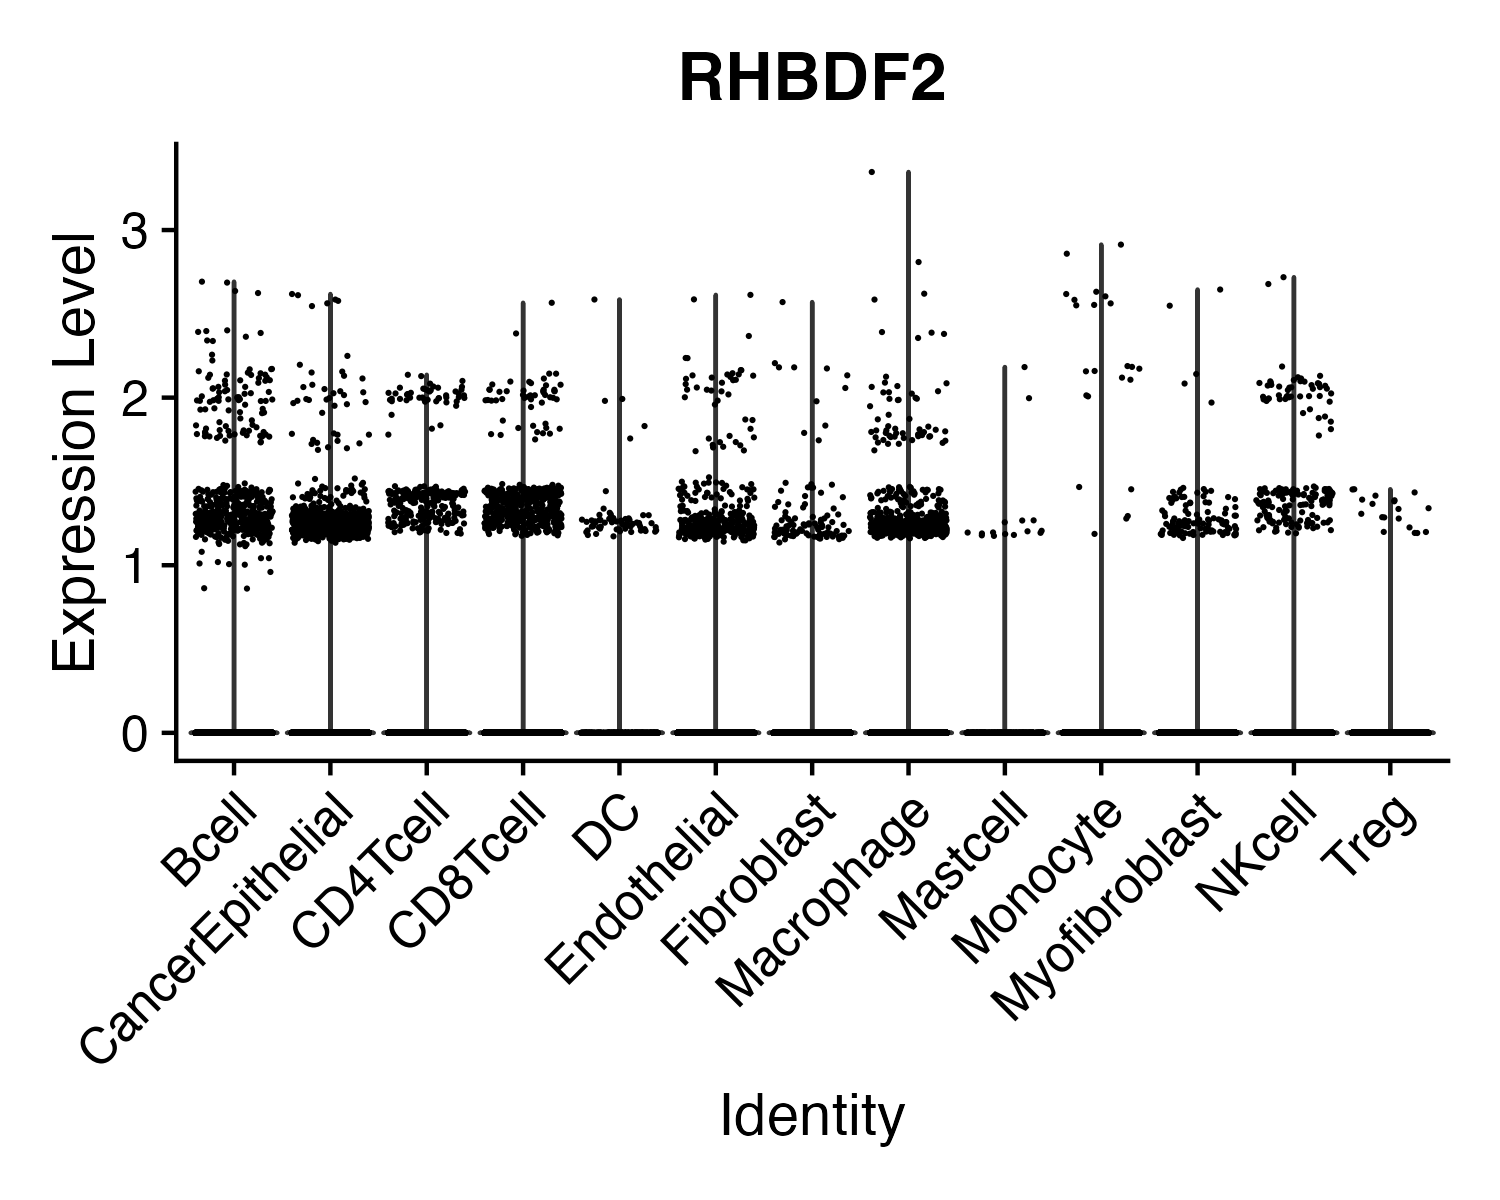 RHBDF2
Expression Level
3
2
1
0
Bcell
CancerEpithelial
CD4Tcell
CD8Tcell
DC
Endothelial
Fibroblast
Macrophage
Mastcell
Monocyte
Myofibroblast
NKcell
Treg
Identity